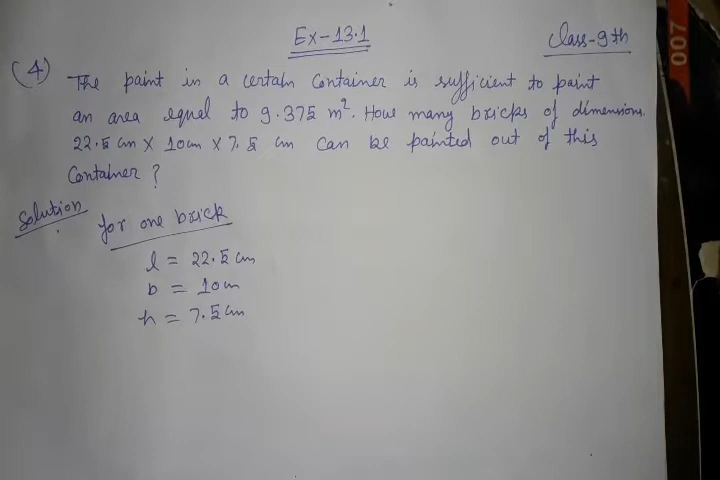 Ex-13.1
Class-9th
(4) The paint in a certain Container is sufficient to paint
an area equal to 9.375 m². How many bricks of dimensions
22.5 cm × 10cm × 7.5 cm can be painted out of this
Container?
Solution
for one brick
l = 22.5 cm
b = 10cm
h = 7.5 cm
007